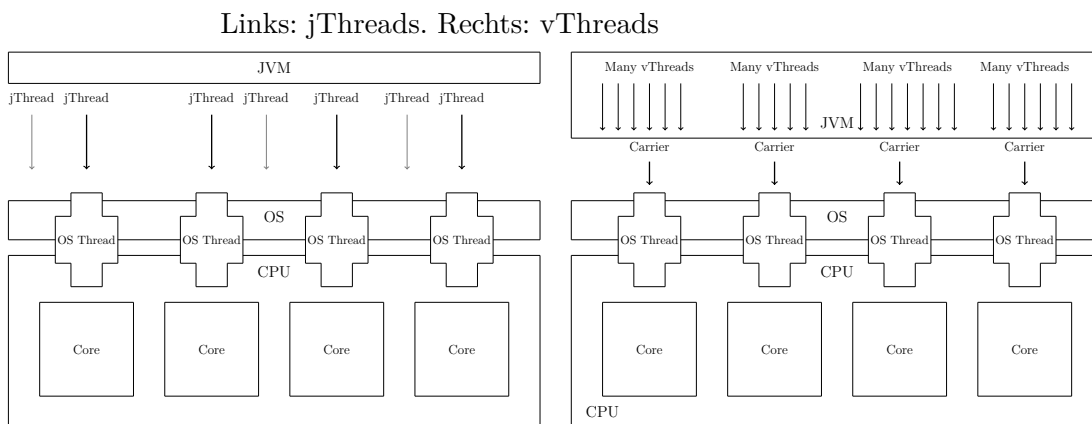 Links: jThreads. Rechts: vThreads
JVM
jThread jThread jThread jThread jThread jThread jThread
OS
OS Thread OS Thread OS Thread OS Thread
CPU
Core Core Core Core
Many vThreads Many vThreads Many vThreads Many vThreads
JVM
Carrier Carrier Carrier Carrier
OS
OS Thread OS Thread OS Thread OS Thread
CPU
Core Core Core Core
CPU